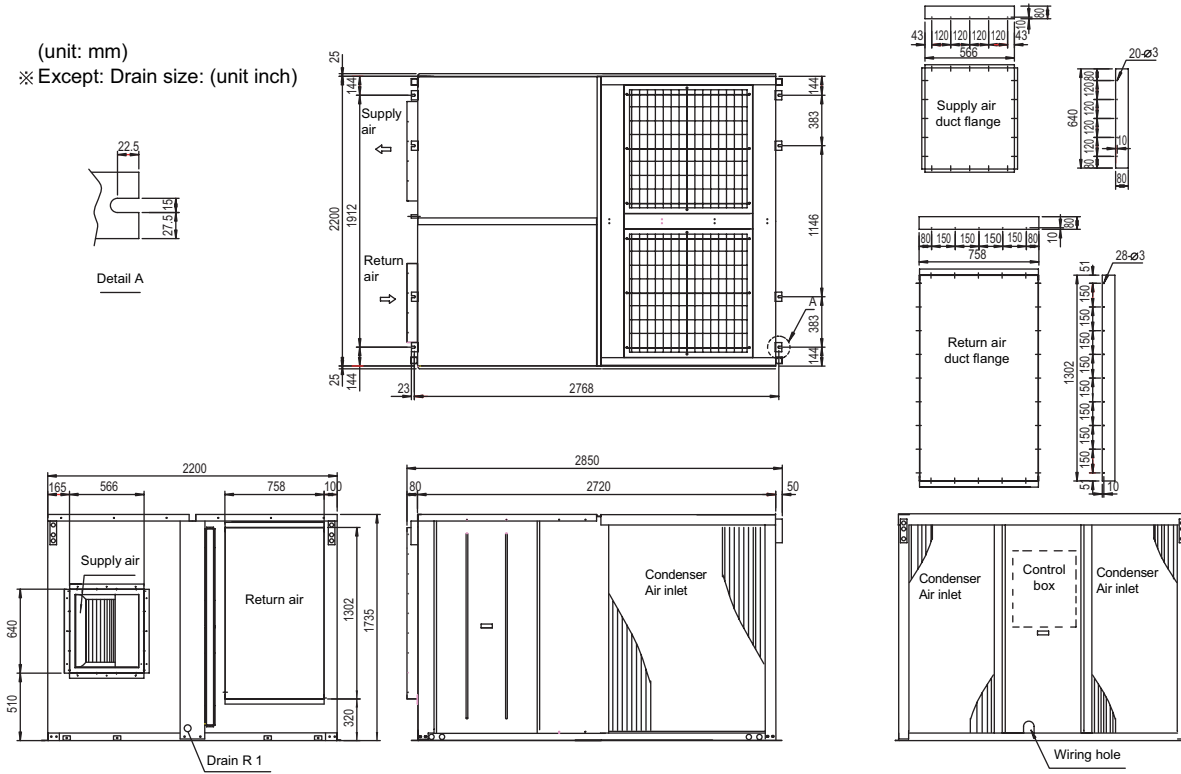 (unit: mm)
※ Except: Drain size: (unit inch)
22.5
15
27.5
Detail A
25
144
2200
1912
25
144
Supply
air
Return
air
23
2768
144
383
1146
383
144
A
80
10
43 120 120 120 120 43
566
Supply air
duct flange
20-ø3
640
80 120 120 120 120 80
10
80
80
10
80 150 150 150 150 80
758
Return air
duct flange
28-ø3
1302
51
150 150 150 150 150 150 150 150
51
10
2200
165 566 758 100
Supply air
Return air
640
510
1302
1735
320
Drain R 1
2850
80 2720 50
Condenser
Air inlet
Condenser
Air inlet
Control
box
Condenser
Air inlet
Wiring hole